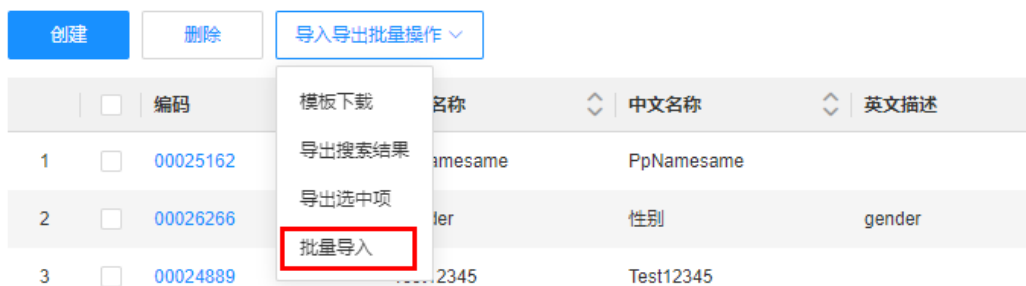 创建 删除 导入导出批量操作
编码 名称 中文名称 英文描述
模板下载
1 00025162 amesame PpNamesame
导出搜索结果
导出选中项
2 00026266 der 性别 gender
批量导入
3 00024889 12345 Test12345